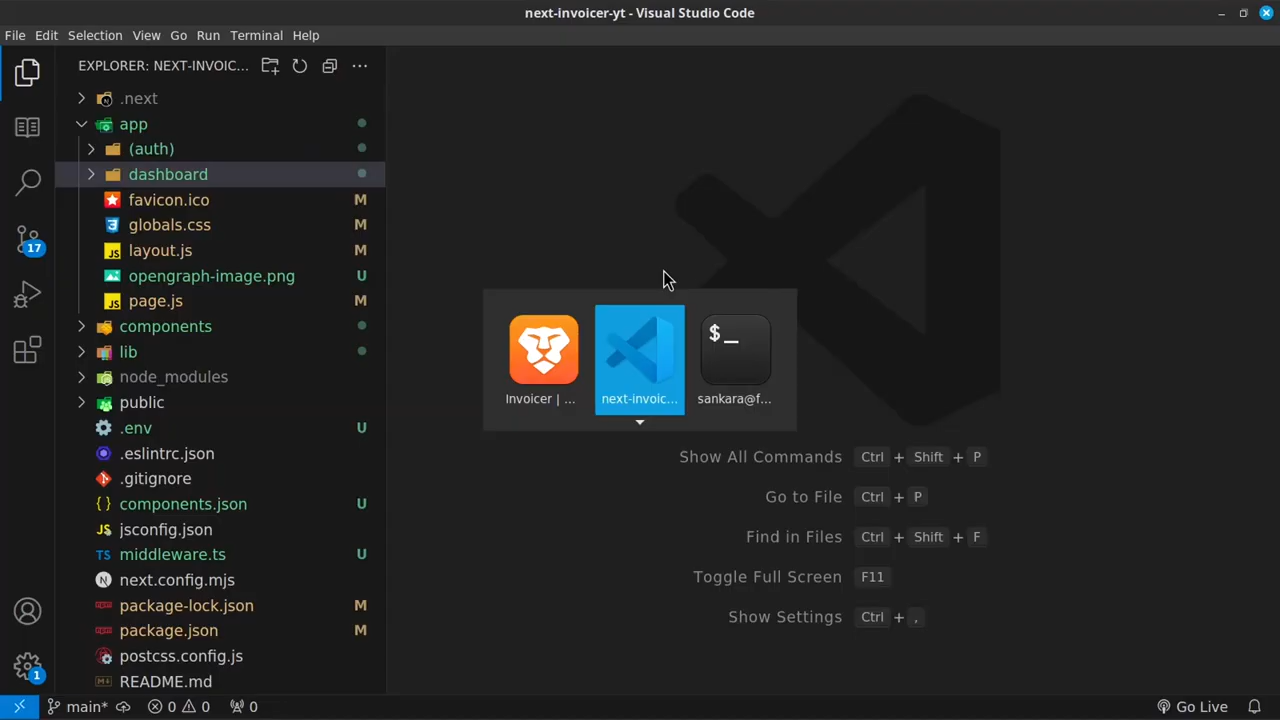 next-invoicer-yt - Visual Studio Code
File Edit Selection View Go Run Terminal Help
EXPLORER: NEXT-INVOIC...
.next
app
(auth)
dashboard
favicon.ico M
globals.css M
layout.js M
opengraph-image.png U
page.js M
components
lib
node_modules
public
.env U
.eslintrc.json
.gitignore
components.json U
jsconfig.json
middleware.ts U
next.config.mjs
package-lock.json M
package.json M
postcss.config.js
README.md
17
1
$_
Invoicer | ... next-invoic... sankara@f...
Show All Commands Ctrl + Shift + P
Go to File Ctrl + P
Find in Files Ctrl + Shift + F
Toggle Full Screen F11
Show Settings Ctrl + ,
main* 0 0 0 Go Live